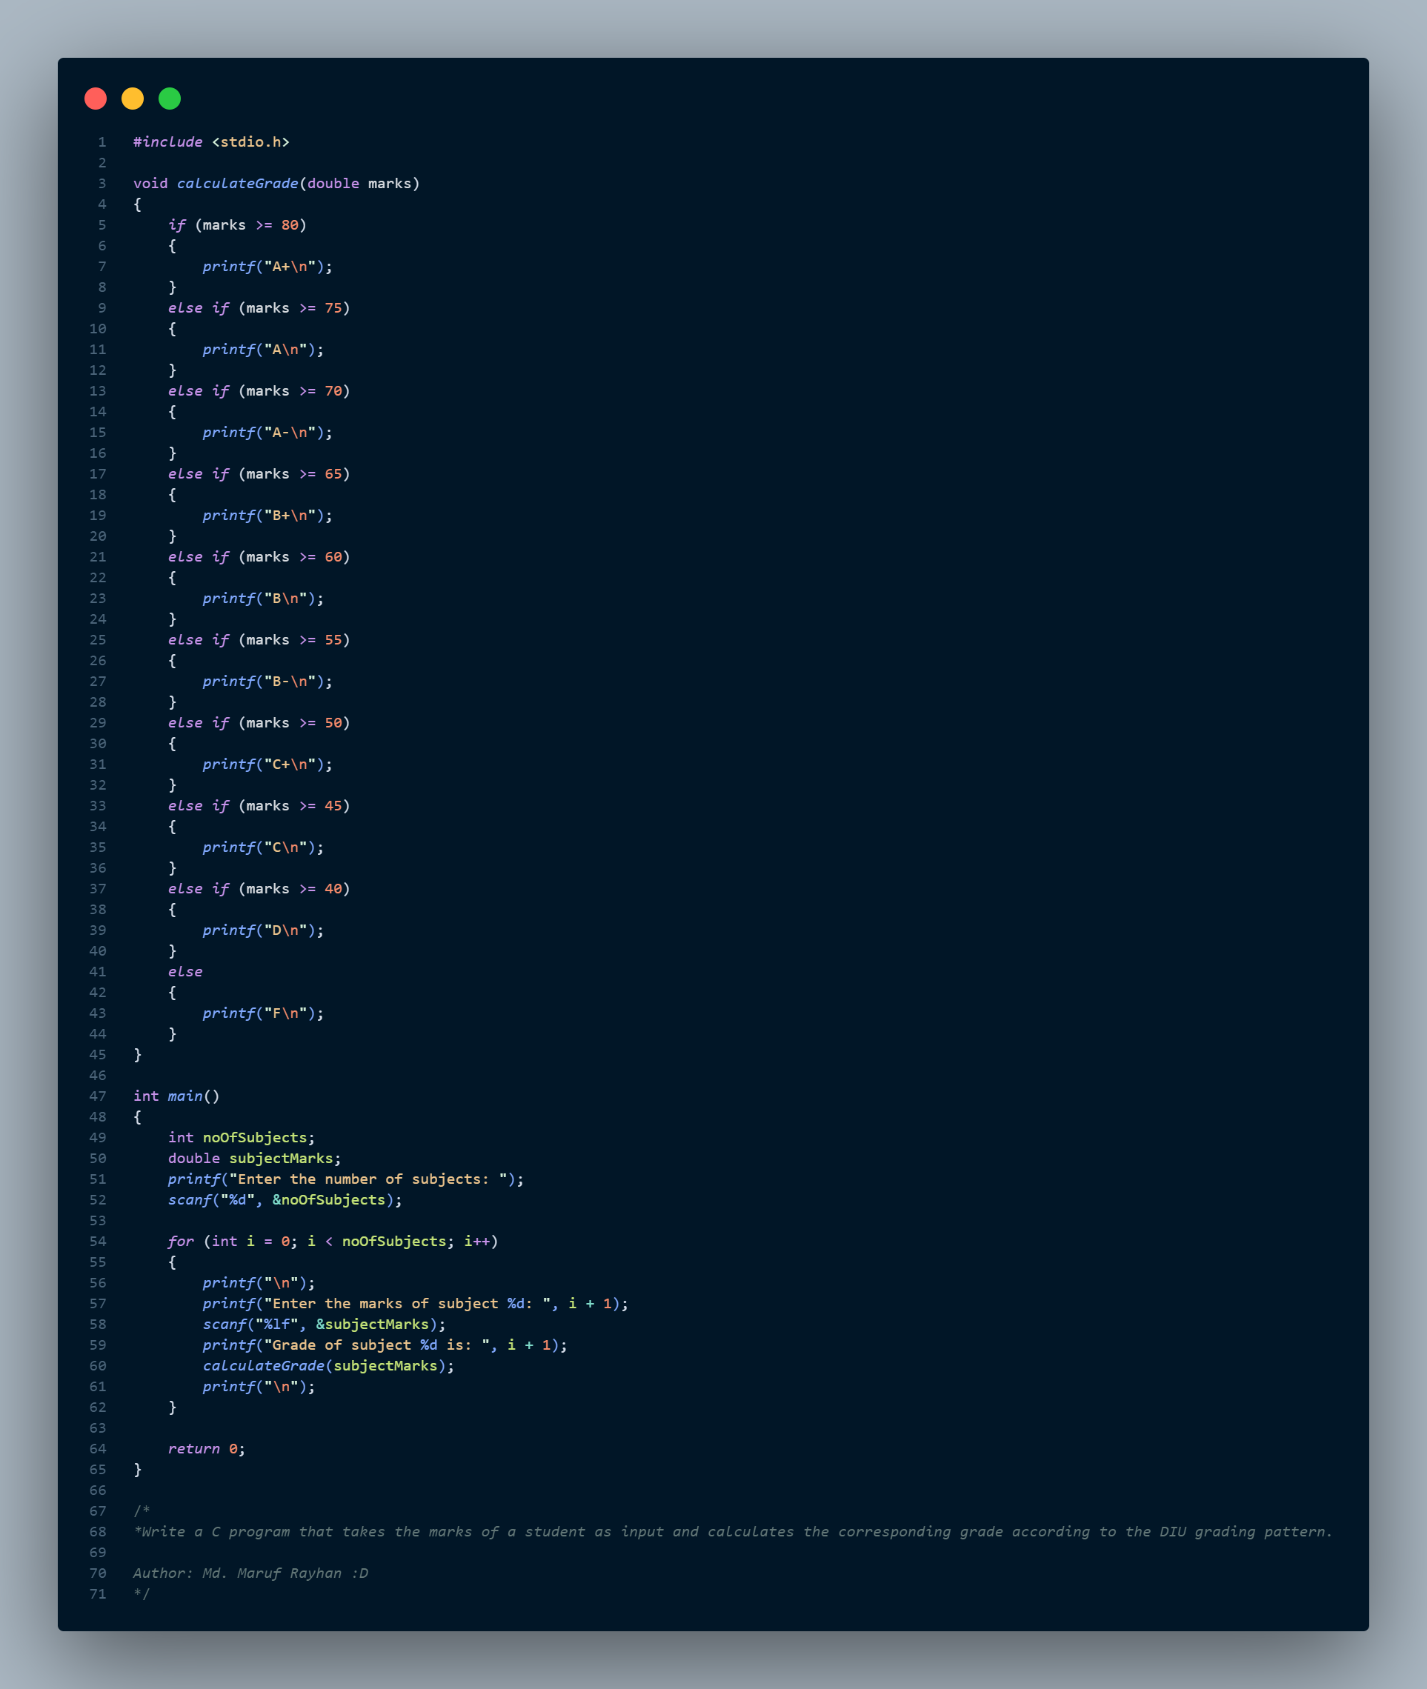 1 #include <stdio.h>
2
3 void calculateGrade(double marks)
4 {
5     if (marks >= 80)
6     {
7         printf("A+\n");
8     }
9     else if (marks >= 75)
10     {
11         printf("A\n");
12     }
13     else if (marks >= 70)
14     {
15         printf("A-\n");
16     }
17     else if (marks >= 65)
18     {
19         printf("B+\n");
20     }
21     else if (marks >= 60)
22     {
23         printf("B\n");
24     }
25     else if (marks >= 55)
26     {
27         printf("B-\n");
28     }
29     else if (marks >= 50)
30     {
31         printf("C+\n");
32     }
33     else if (marks >= 45)
34     {
35         printf("C\n");
36     }
37     else if (marks >= 40)
38     {
39         printf("D\n");
40     }
41     else
42     {
43         printf("F\n");
44     }
45 }
46
47 int main()
48 {
49     int noOfSubjects;
50     double subjectMarks;
51     printf("Enter the number of subjects: ");
52     scanf("%d", &noOfSubjects);
53
54     for (int i = 0; i < noOfSubjects; i++)
55     {
56         printf("\n");
57         printf("Enter the marks of subject %d: ", i + 1);
58         scanf("%lf", &subjectMarks);
59         printf("Grade of subject %d is: ", i + 1);
60         calculateGrade(subjectMarks);
61         printf("\n");
62     }
63
64     return 0;
65 }
66
67 /*
68 *Write a C program that takes the marks of a student as input and calculates the corresponding grade according to the DIU grading pattern.
69
70 Author: Md. Maruf Rayhan :D
71 */